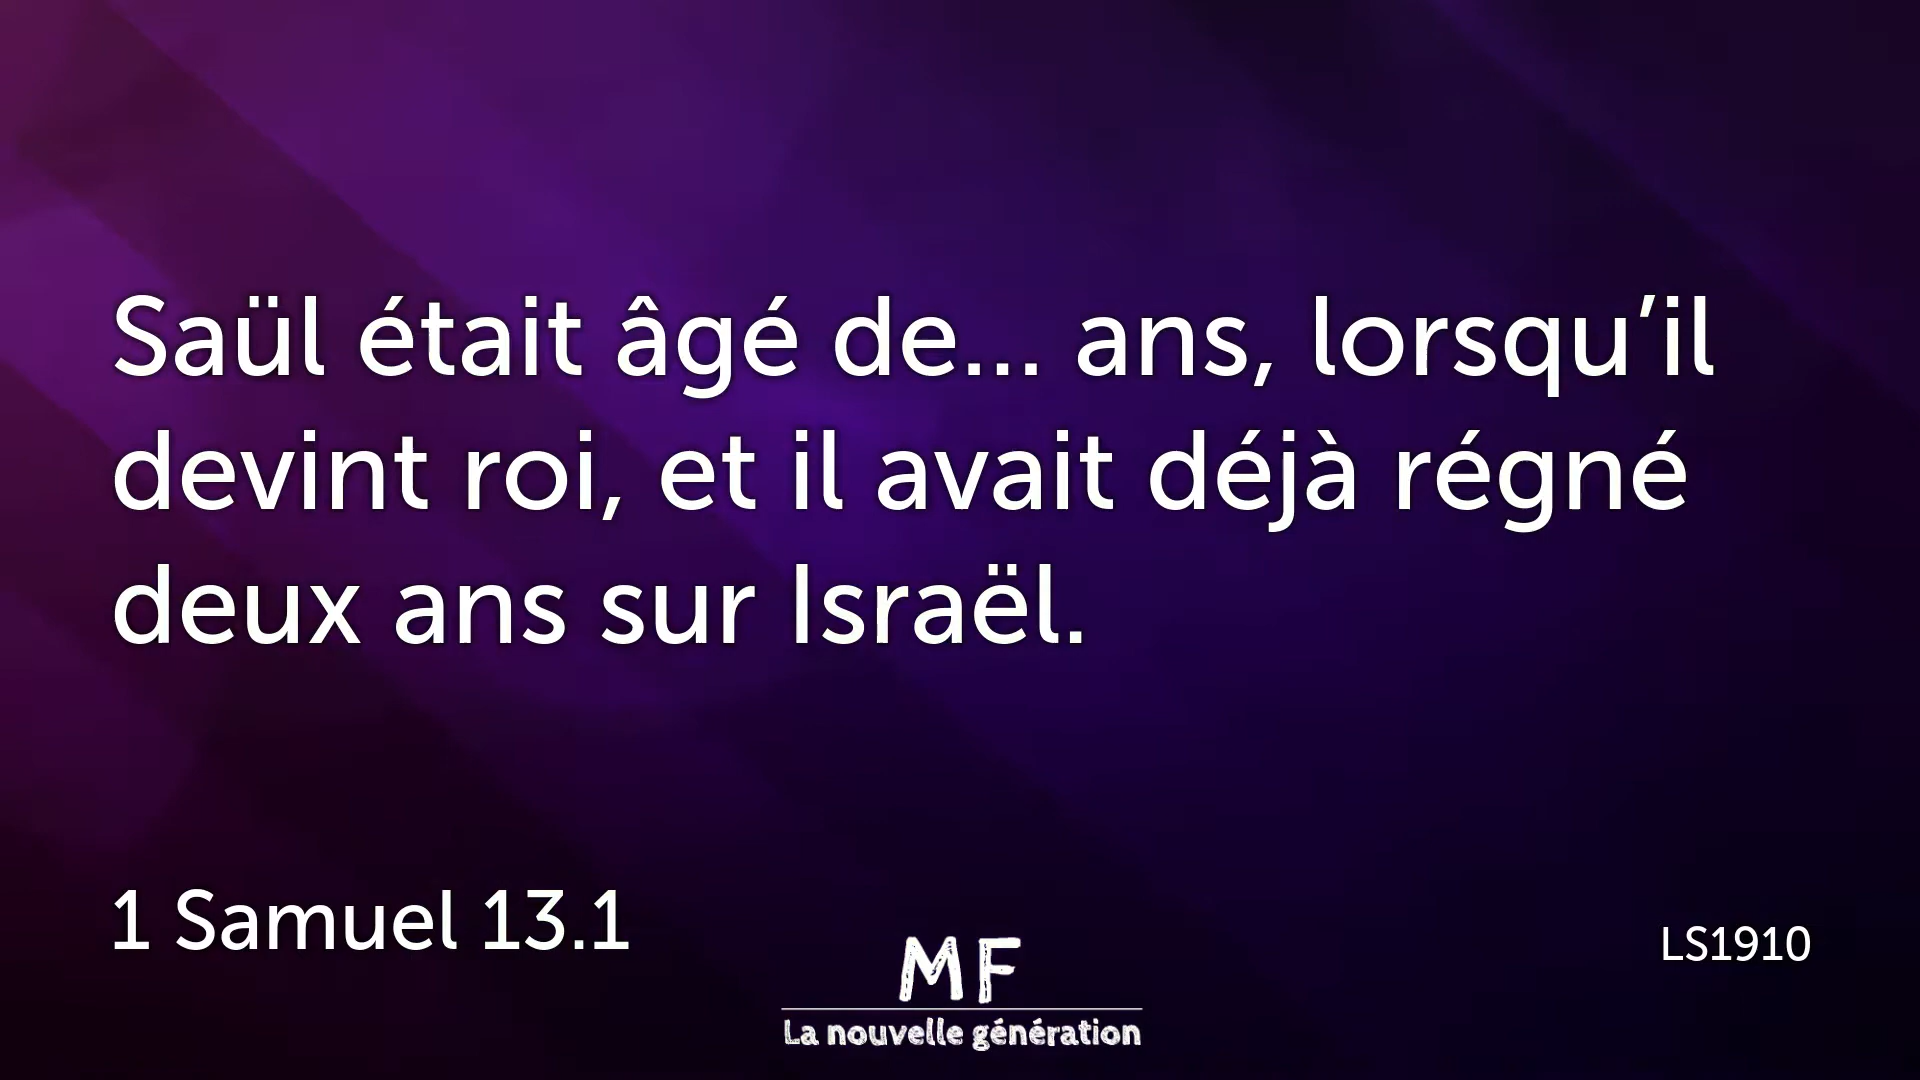 Saül était âgé de... ans, lorsqu’il
devint roi, et il avait déjà régné
deux ans sur Israël.
1 Samuel 13.1
LS1910
MF
La nouvelle génération